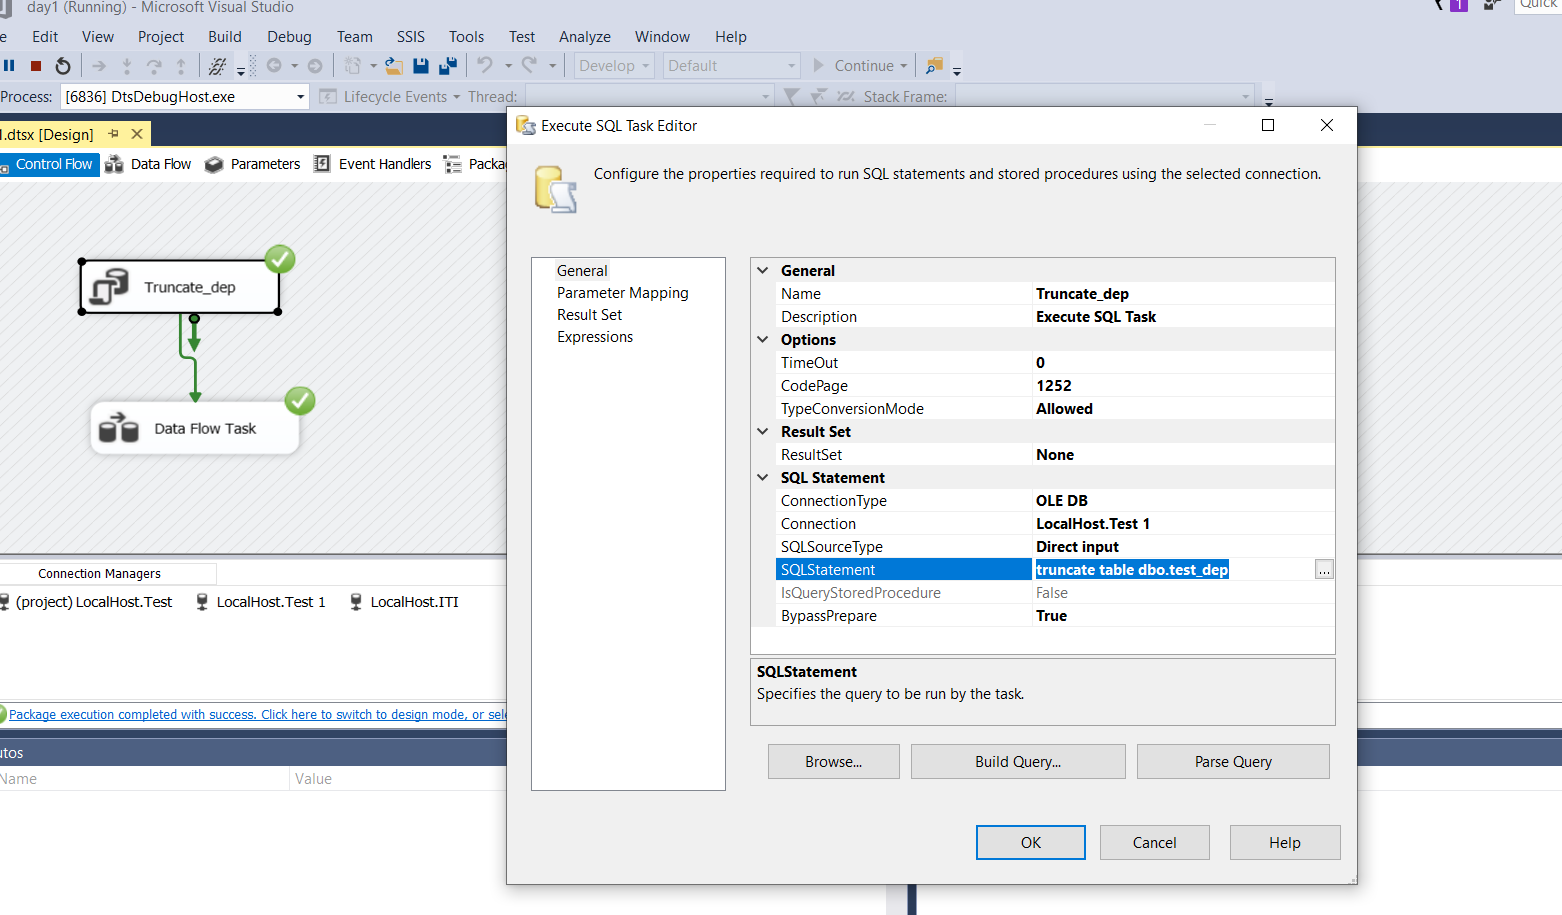 day1 (Running) - Microsoft Visual Studio
1
Quick
e Edit View Project Build Debug Team SSIS Tools Test Analyze Window Help
Develop Default Continue
Process: [6836] DtsDebugHost.exe Lifecycle Events Thread: Stack Frame:
1.dtsx [Design]
Control Flow Data Flow Parameters Event Handlers Packa
Truncate_dep
Data Flow Task
Connection Managers
(project) LocalHost.Test LocalHost.Test 1 LocalHost.ITI
Package execution completed with success. Click here to switch to design mode, or sele
utos
Name Value
Execute SQL Task Editor
Configure the properties required to run SQL statements and stored procedures using the selected connection.
General
Parameter Mapping
Result Set
Expressions
General
Name Truncate_dep
Description Execute SQL Task
Options
TimeOut 0
CodePage 1252
TypeConversionMode Allowed
Result Set
ResultSet None
SQL Statement
ConnectionType OLE DB
Connection LocalHost.Test 1
SQLSourceType Direct input
SQLStatement truncate table dbo.test_dep ...
IsQueryStoredProcedure False
BypassPrepare True
SQLStatement
Specifies the query to be run by the task.
Browse... Build Query... Parse Query
OK Cancel Help